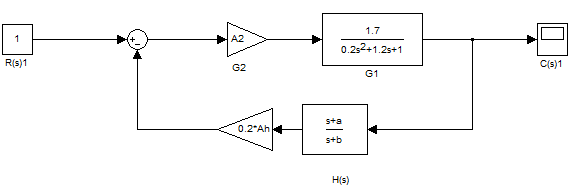 1
R(s)1
+
-
A2
G2
1.7
0.2s2+1.2s+1
G1
C(s)1
0.2*Ah
s+a
s+b
H(s)